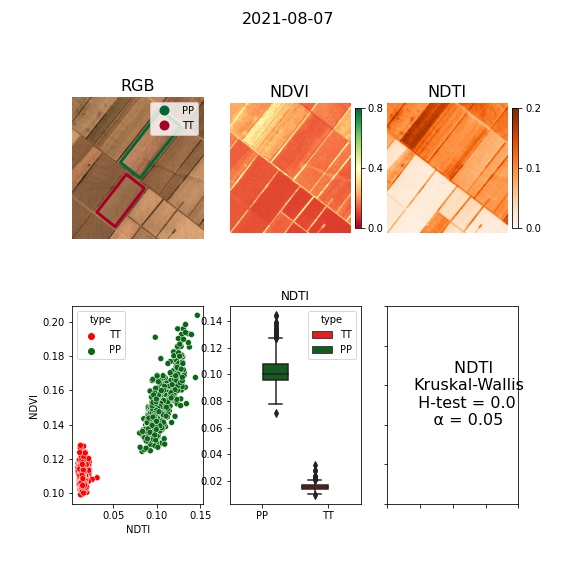 2021-08-07
RGB
PP
TT
NDVI
0.8
0.4
0.0
NDTI
0.2
0.1
0.0
type
TT
PP
0.20
0.18
0.16
0.14
0.12
0.10
NDVI
0.05
0.10
0.15
NDTI
NDTI
type
TT
PP
0.14
0.12
0.10
0.08
0.06
0.04
0.02
PP
TT
NDTI
Kruskal-Wallis
H-test = 0.0
α = 0.05